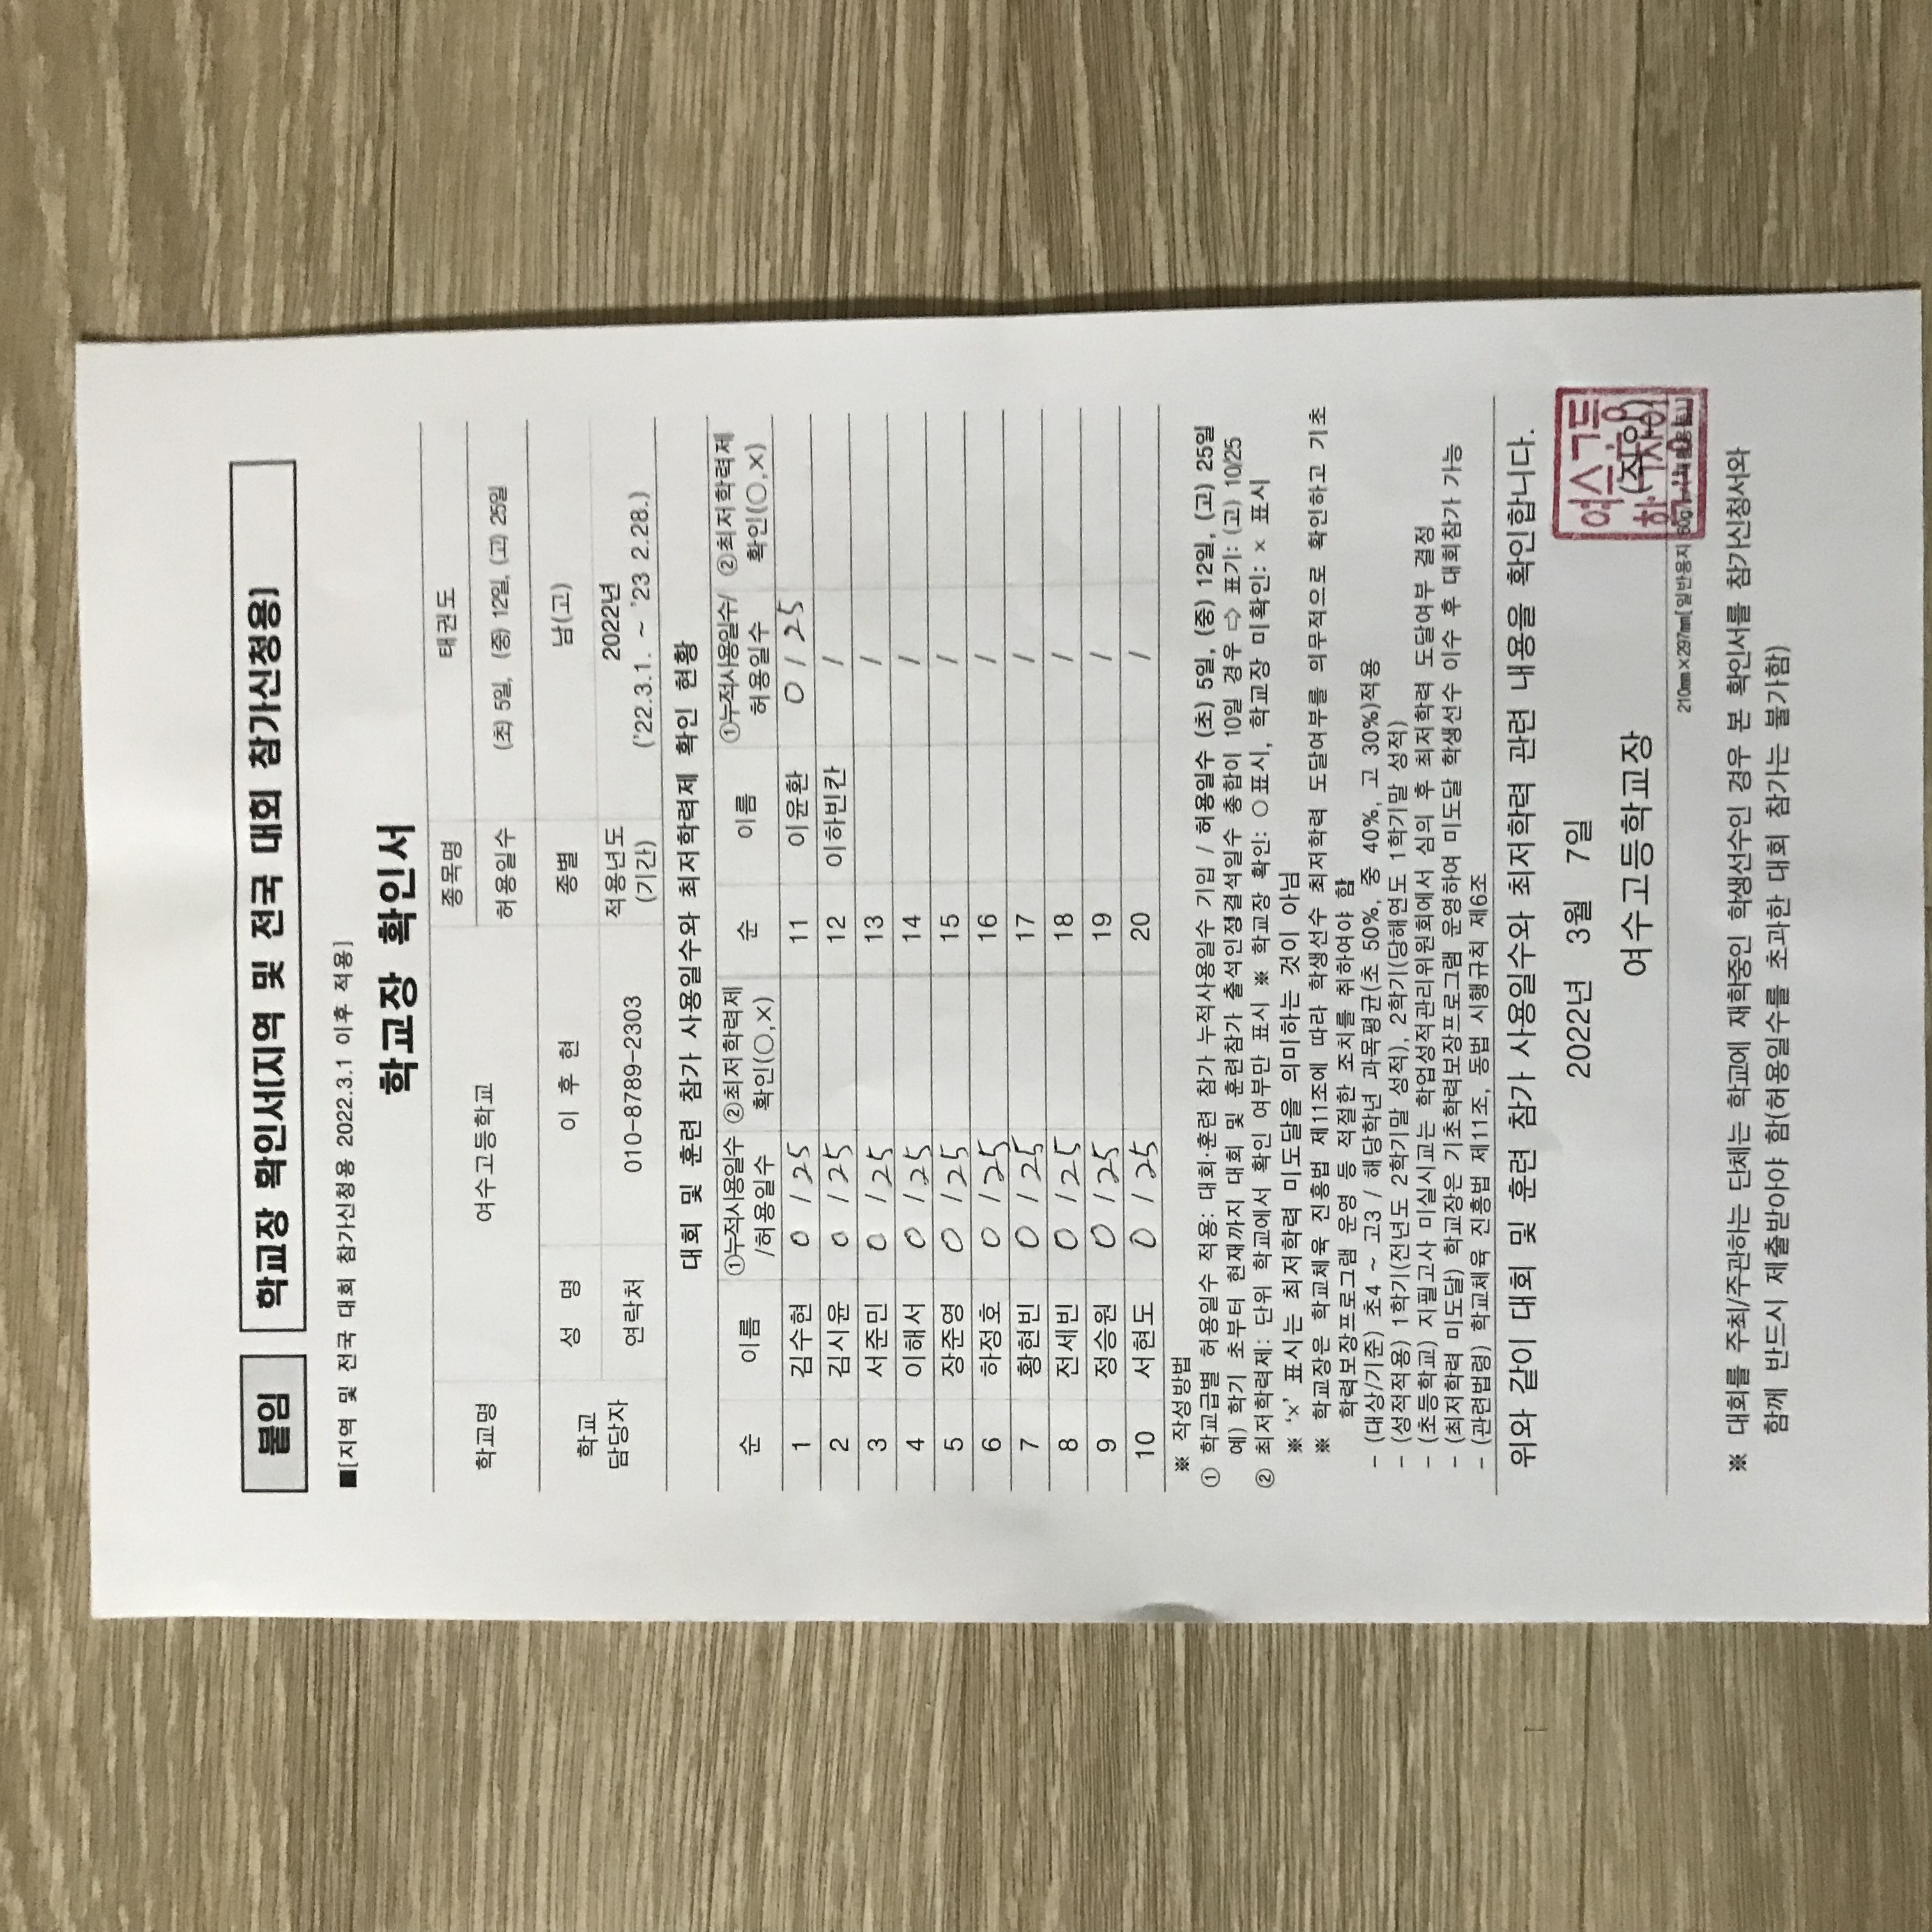 붙임 학교장 확인서(지역 및 전국 대회 참가신청용)
■[지역 및 전국 대회 참가신청용 2022.3.1 이후 적용]
학교장 확인서
학교명 여수고등학교 종목명 태권도
허용일수 (초) 5일, (중) 12일, (고) 25일
학교 담당자 성 명 이 후 현 종별 남(고)
연락처 010-8789-2303 적용년도 (기간) 2022년 ('22.3.1. ~ '23 2.28.)
대회 및 훈련 참가 사용일수와 최저학력제 확인 현황
순 이름 ①누적사용일수/허용일수 ②최저학력제 확인(○,×) 순 이름 ①누적사용일수/허용일수 ②최저학력제 확인(○,×)
1 김수현 0 / 25 11 이윤환 0 / 25
2 김시윤 0 / 25 12 이하빈칸 /
3 서준민 0 / 25 13 /
4 이해서 0 / 25 14 /
5 장준영 0 / 25 15 /
6 하정호 0 / 25 16 /
7 황현빈 0 / 25 17 /
8 전세빈 0 / 25 18 /
9 정승원 0 / 25 19 /
10 서현도 0 / 25 20 /
※ 작성방법
① 학교급별 허용일수 적용: 대회·훈련 참가 누적사용일수 기입 / 허용일수 (초) 5일, (중) 12일, (고) 25일
예) 학기 초부터 현재까지 대회 및 훈련참가 출석인정결석일수 총합이 10일 경우 ⇨ 표기: (고) 10/25
② 최저학력제: 단위 학교에서 확인 여부만 표시 ※ 학교장 확인: ○표시, 학교장 미확인: × 표시
※ '×' 표시는 최저학력 미도달을 의미하는 것이 아님
※ 학교장은 학교체육 진흥법 제11조에 따라 학생선수 최저학력 도달여부를 의무적으로 확인하고 기초
학력보장프로그램 운영 등 적절한 조치를 취하여야 함
- (대상/기준) 초4 ~ 고3 / 해당학년 과목평균(초 50%, 중 40%, 고 30%)적용
- (성적적용) 1학기(전년도 2학기말 성적), 2학기(당해연도 1학기말 성적)
- (초등학교) 지필고사 미실시교는 학업성적관리위원회에서 심의 후 최저학력 도달여부 결정
- (최저학력 미도달) 학교장은 기초학력보장프로그램 운영하여 미도달 학생선수 이수 후 대회참가 가능
- (관련법령) 학교체육 진흥법 제11조, 동법 시행규칙 제6조
위와 같이 대회 및 훈련 참가 사용일수와 최저학력 관련 내용을 확인합니다.
2022년 3월 7일
여수고등학교장 (직인)
210mm×297mm[일반용지 60g/㎡(재활용품)]
※ 대회를 주최/주관하는 단체는 학교에 재학중인 학생선수인 경우 본 확인서를 참가신청서와
함께 반드시 제출받아야 함(허용일수를 초과한 대회 참가는 불가함)